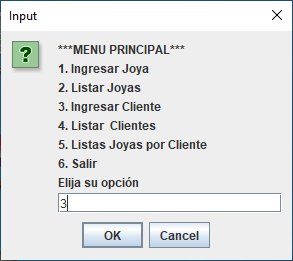 Input
***MENU PRINCIPAL***
1. Ingresar Joya
2. Listar Joyas
3. Ingresar Cliente
4. Listar  Clientes
5. Listas Joyas por Cliente
6. Salir
Elija su opción
3
OK
Cancel